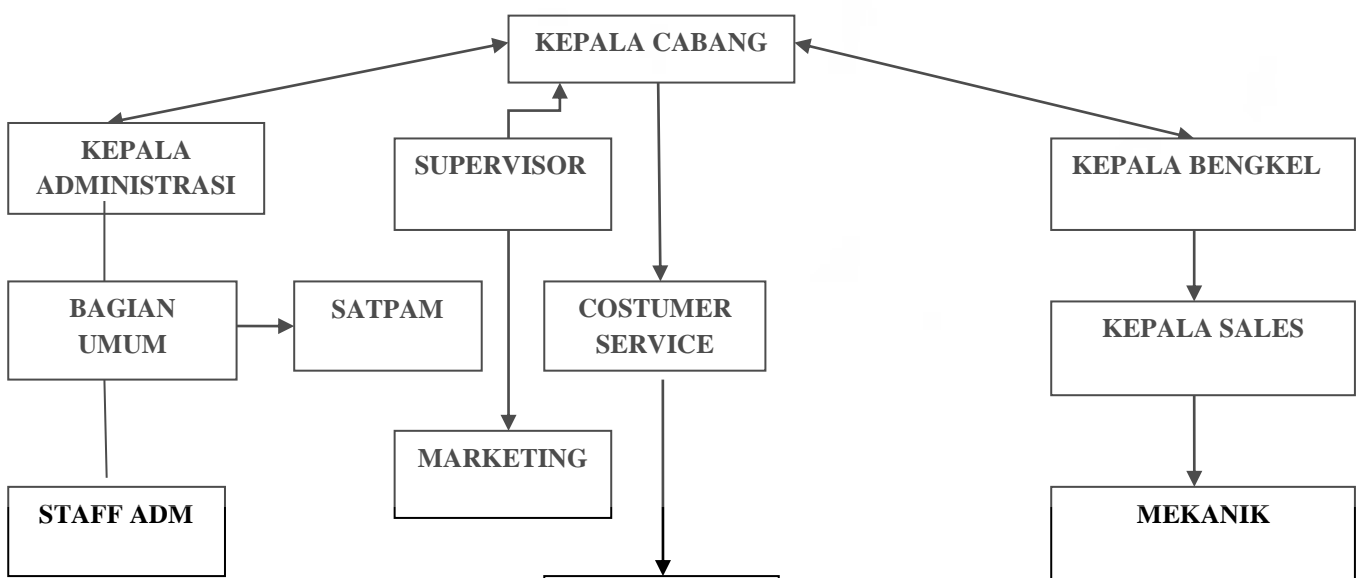 KEPALA CABANG
KEPALA
ADMINISTRASI
SUPERVISOR
KEPALA BENGKEL
BAGIAN
UMUM
SATPAM
COSTUMER
SERVICE
KEPALA SALES
MARKETING
STAFF ADM
MEKANIK